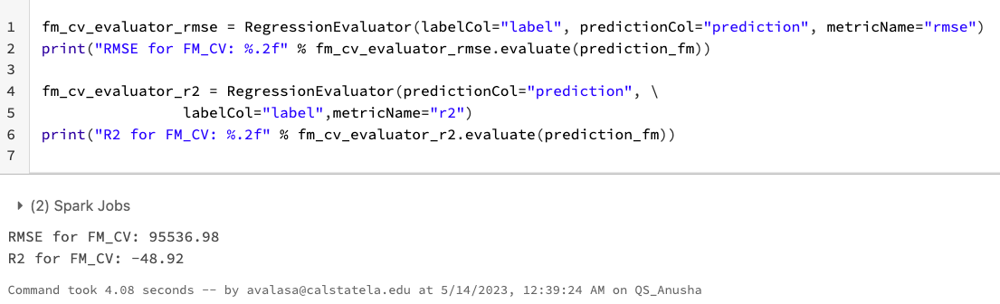 1 fm_cv_evaluator_rmse = RegressionEvaluator(labelCol="label", predictionCol="prediction", metricName="rmse")
2 print("RMSE for FM_CV: %.2f" % fm_cv_evaluator_rmse.evaluate(prediction_fm))
3
4 fm_cv_evaluator_r2 = RegressionEvaluator(predictionCol="prediction", \
5 labelCol="label",metricName="r2")
6 print("R2 for FM_CV: %.2f" % fm_cv_evaluator_r2.evaluate(prediction_fm))
7
(2) Spark Jobs
RMSE for FM_CV: 95536.98
R2 for FM_CV: -48.92
Command took 4.08 seconds -- by avalasa@calstatela.edu at 5/14/2023, 12:39:24 AM on QS_Anusha